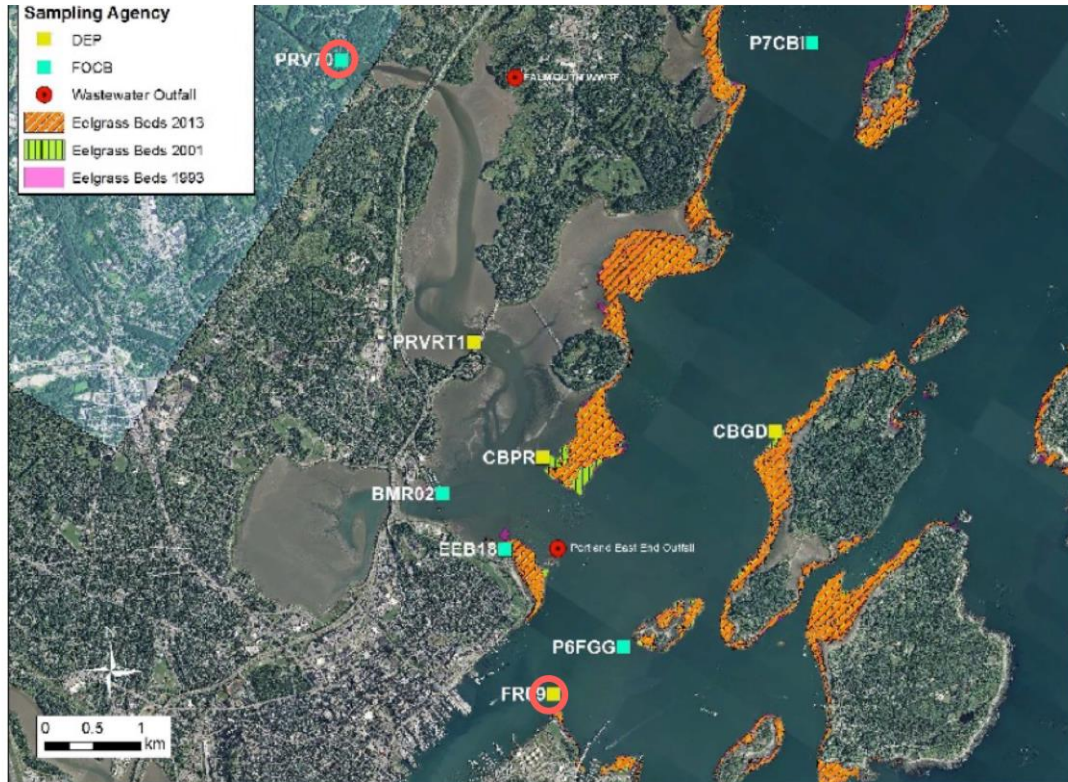 Sampling Agency
DEP
FOCB
Wastewater Outfall
Eelgrass Beds 2013
Eelgrass Beds 2001
Eelgrass Beds 1993
PRV70
FALMOUTH WWTF
P7CBI
PRVRT1
CBGD
CBPR
BMR02
EEB18
Portland East End Outfall
P6FGG
FR09
0 0.5 1
km